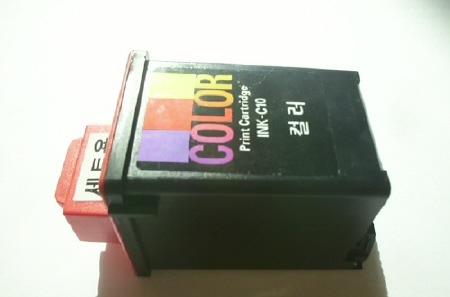 COLOR
Print Cartridge
INK-C10
컬러
세트용